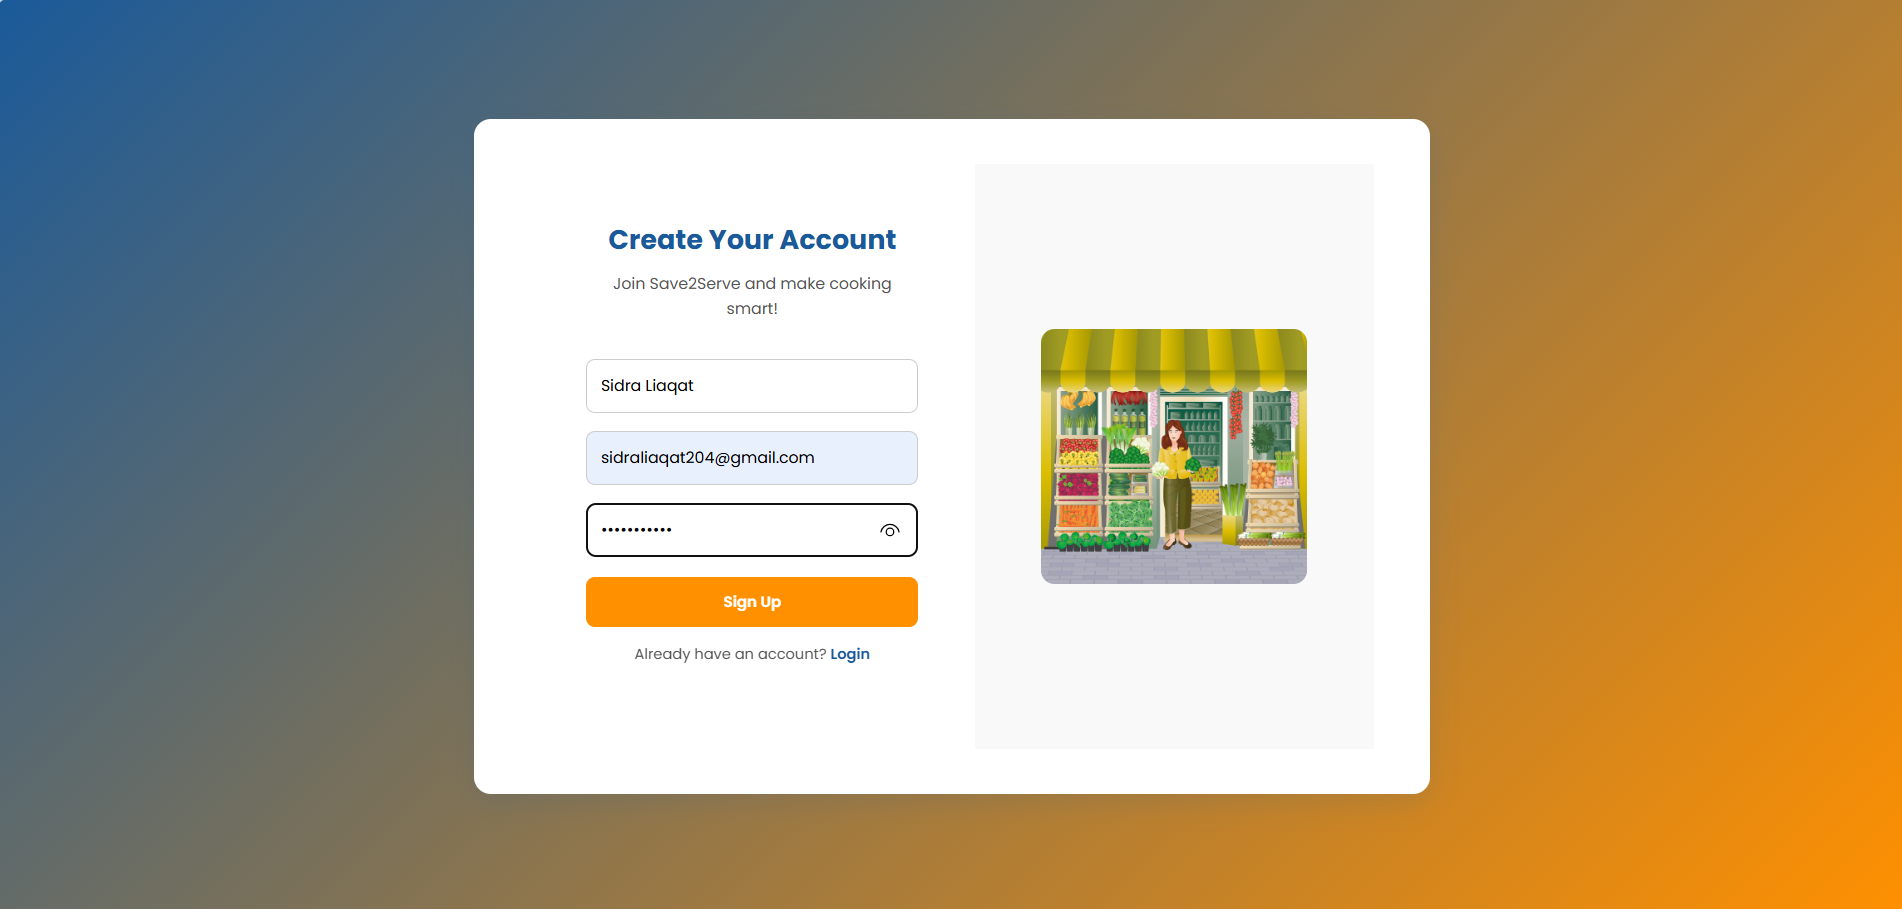 Create Your Account
Join Save2Serve and make cooking
smart!
Sidra Liaqat
sidraliaqat204@gmail.com
•••••••••••
Sign Up
Already have an account? Login